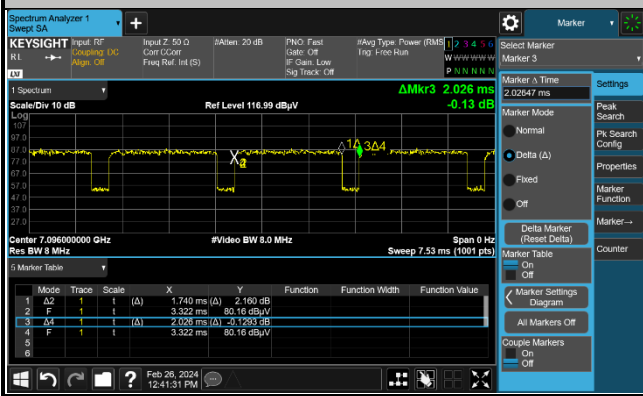 Spectrum Analyzer 1
Swept SA
+
Marker
KEYSIGHT Input: RF Input Z: 50 Ω #Atten: 20 dB PNO: Fast #Avg Type: Power (RMS 1 2 3 4 5 6
RL Coupling: DC Corr CCorr Gate: Off Trig: Free Run W W W W W W
Align: Off Freq Ref: Int (S) IF Gain: Low P N N N N N
Sig Track: Off
LXI
Select Marker
Marker 3
1 Spectrum
ΔMkr3 2.026 ms
Scale/Div 10 dB Ref Level 116.99 dBµV -0.13 dB
Log
107
97.0
87.0
77.0
67.0
57.0
47.0
37.0
27.0
X
2
1Δ
3Δ4
Center 7.096000000 GHz #Video BW 8.0 MHz Span 0 Hz
Res BW 8 MHz Sweep 7.53 ms (1001 pts)
5 Marker Table
Mode Trace Scale X Y Function Function Width Function Value
1 Δ2 1 t (Δ) 1.740 ms (Δ) 2.160 dB
2 F 1 t 3.322 ms 80.16 dBµV
3 Δ4 1 t (Δ) 2.026 ms (Δ) -0.1293 dB
4 F 1 t 3.322 ms 80.16 dBµV
5
6
Marker Δ Time
2.02647 ms
Marker Mode
Normal
Delta (Δ)
Fixed
Off
Delta Marker
(Reset Delta)
Marker Table
On
Off
Marker Settings
Diagram
All Markers Off
Couple Markers
On
Off
Settings
Peak
Search
Pk Search
Config
Properties
Marker
Function
Marker→
Counter
?
Feb 26, 2024
12:41:31 PM